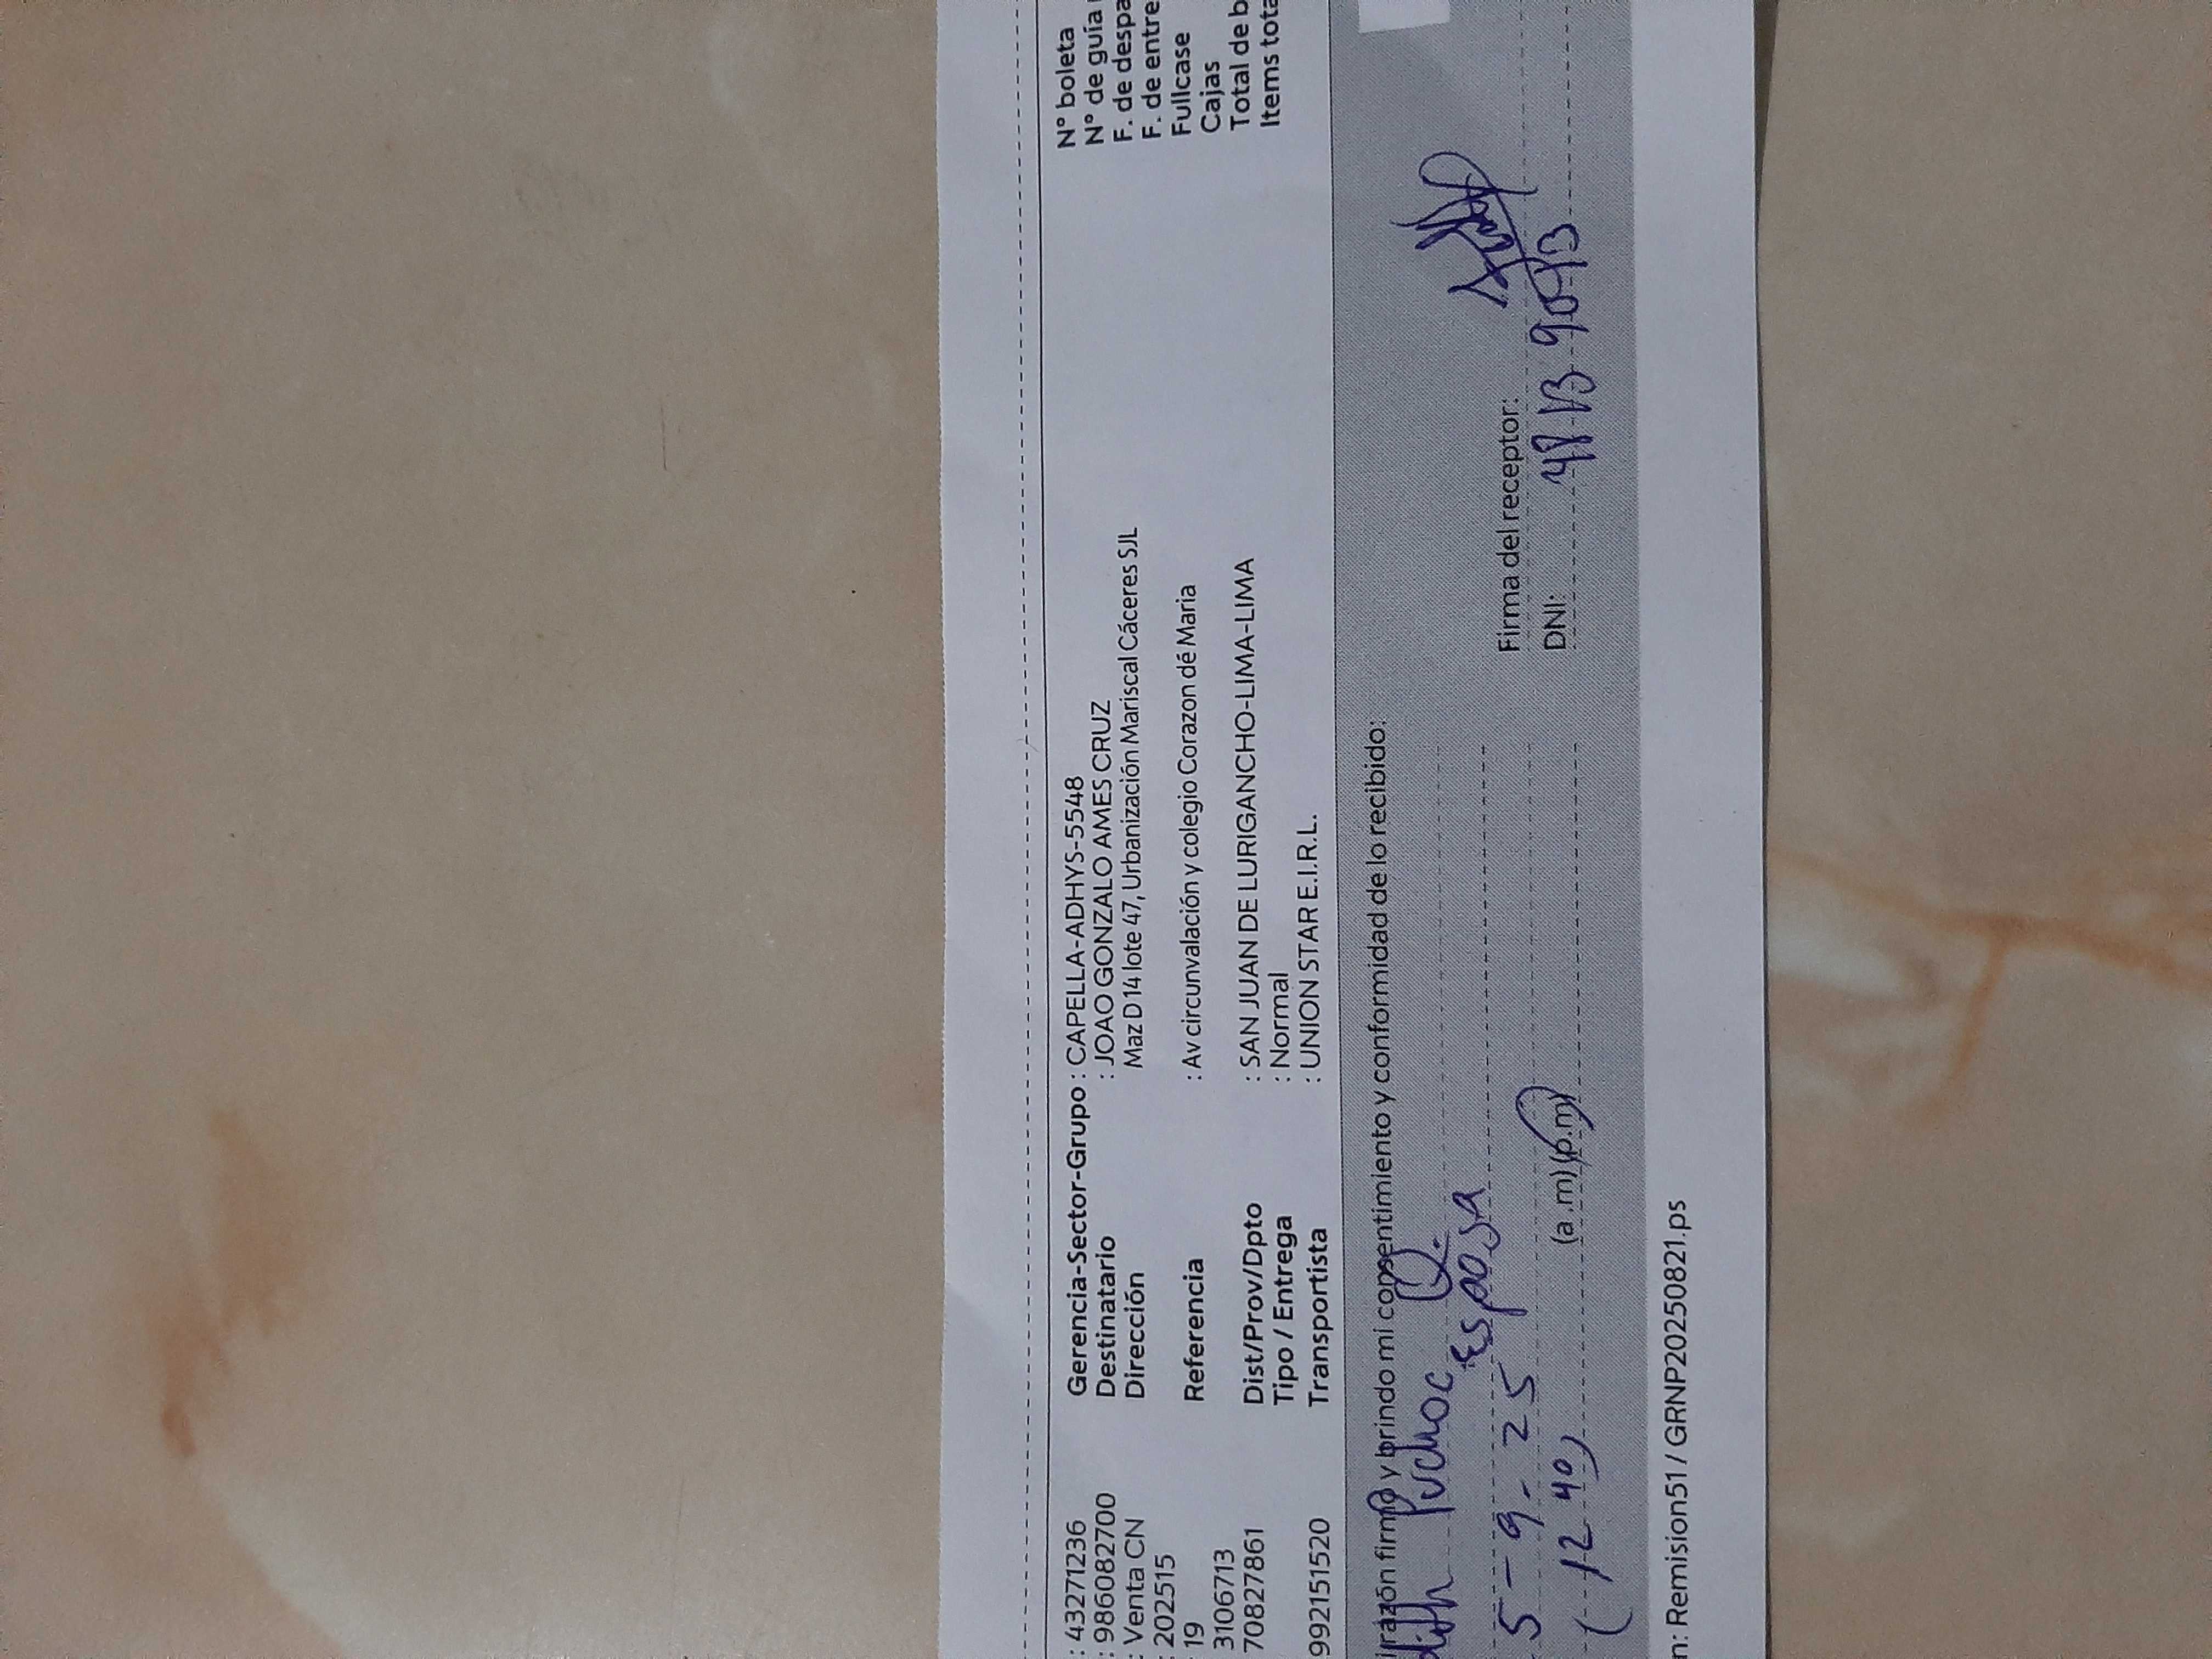 : 43271236
: 986082700
: Venta CN
: 202515
19
3106713
70827861
992151520
Gerencia-Sector-Grupo : CAPELLA-ADHYS-5548
Destinatario : JOAO GONZALO AMES CRUZ
Dirección Maz D 14 lote 47, Urbanización Mariscal Cáceres SJL
Referencia : Av circunvalación y colegio Corazon dé Maria
Dist/Prov/Dpto : SAN JUAN DE LURIGANCHO-LIMA-LIMA
Tipo / Entrega : Normal
Transportista : UNION STAR E.I.R.L.
N° boleta
N° de guía
F. de despa
F. de entre
Fullcase
Cajas
Total de b
Items tota
razón firmo y brindo mi consentimiento y conformidad de lo recibido:
Puchoc Q.
Esposa
5-9-25
(12 40) (a.m)(p.m)
Firma del receptor:
DNI:
n: Remision51 / GRNP20250821.ps